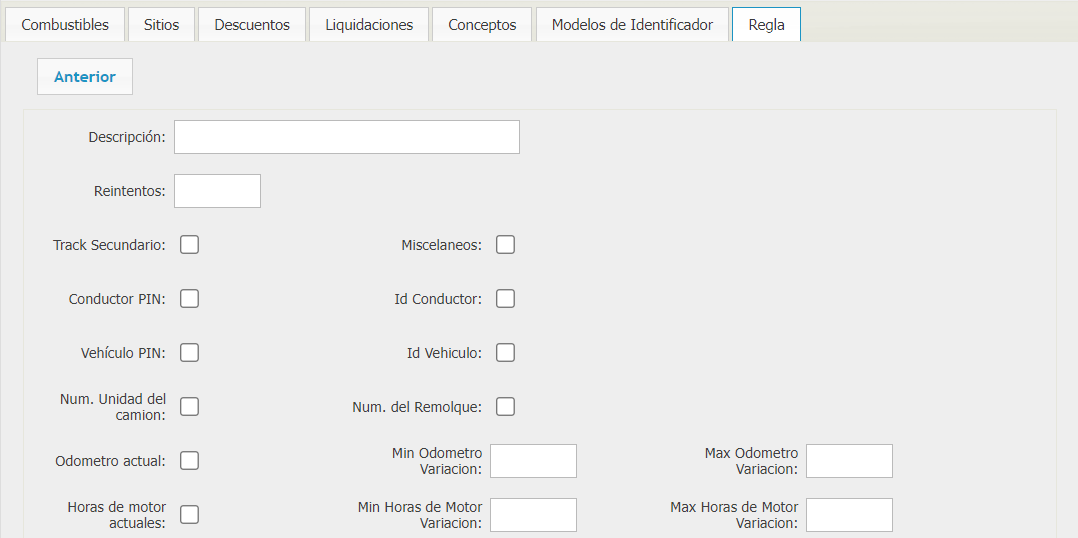 Combustibles Sitios Descuentos Liquidaciones Conceptos Modelos de Identificador Regla
Anterior
Descripción:
Reintentos:
Track Secundario: Miscelaneos:
Conductor PIN: Id Conductor:
Vehículo PIN: Id Vehiculo:
Num. Unidad del
camion:
Num. del Remolque:
Odometro actual:
Min Odometro
Variacion:
Max Odometro
Variacion:
Horas de motor
actuales:
Min Horas de Motor
Variacion:
Max Horas de Motor
Variacion: